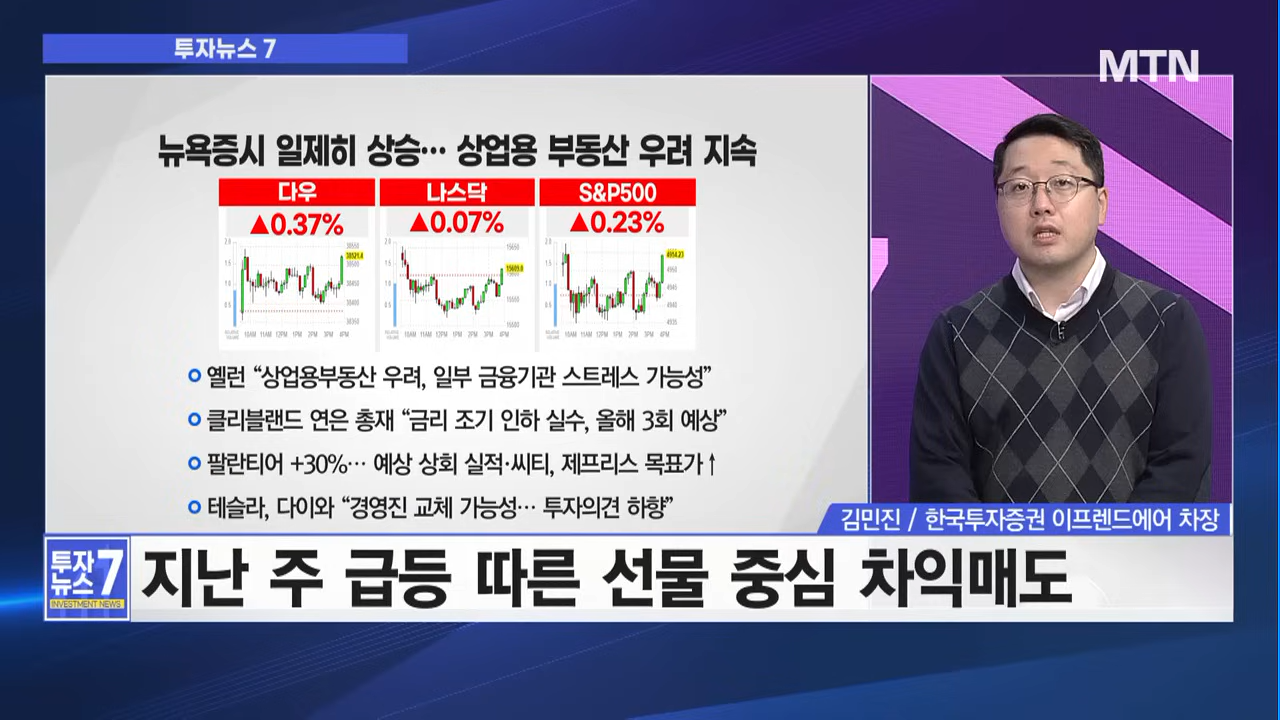 투자뉴스 7
MTN
뉴욕증시 일제히 상승… 상업용 부동산 우려 지속
다우 나스닥 S&P500
▲0.37% ▲0.07% ▲0.23%
옐런 “상업용부동산 우려, 일부 금융기관 스트레스 가능성”
클리블랜드 연은 총재 “금리 조기 인하 실수, 올해 3회 예상”
팔란티어 +30%… 예상 상회 실적·씨티, 제프리스 목표가↑
테슬라, 다이와 “경영진 교체 가능성… 투자의견 하향”
김민진 / 한국투자증권 이프렌드에어 차장
투자
뉴스 7
INVESTMENT NEWS
지난 주 급등 따른 선물 중심 차익매도